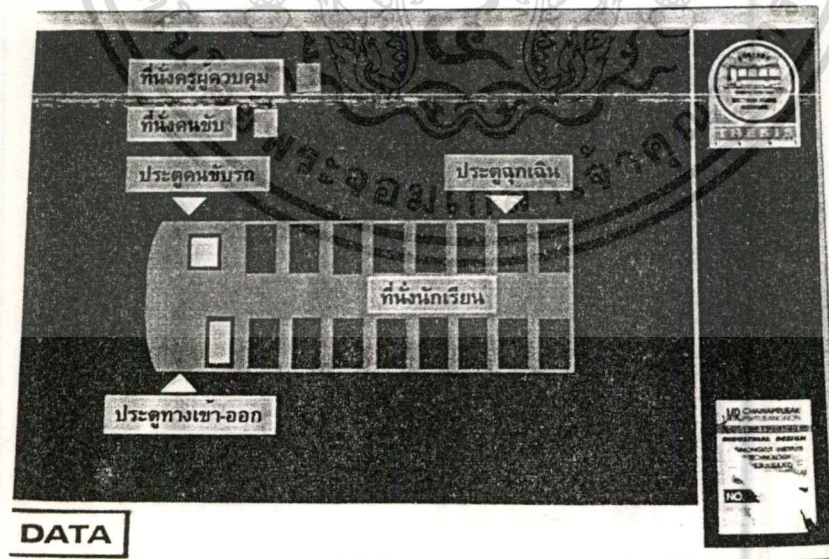 ที่นั่งครูผู้ควบคุม
ที่นั่งคนขับ
ประตูคนขับรถ
ประตูฉุกเฉิน
ที่นั่งนักเรียน
ประตูทางเข้า-ออก
THESIS
INDUSTRIAL DESIGN
NO.
DATA